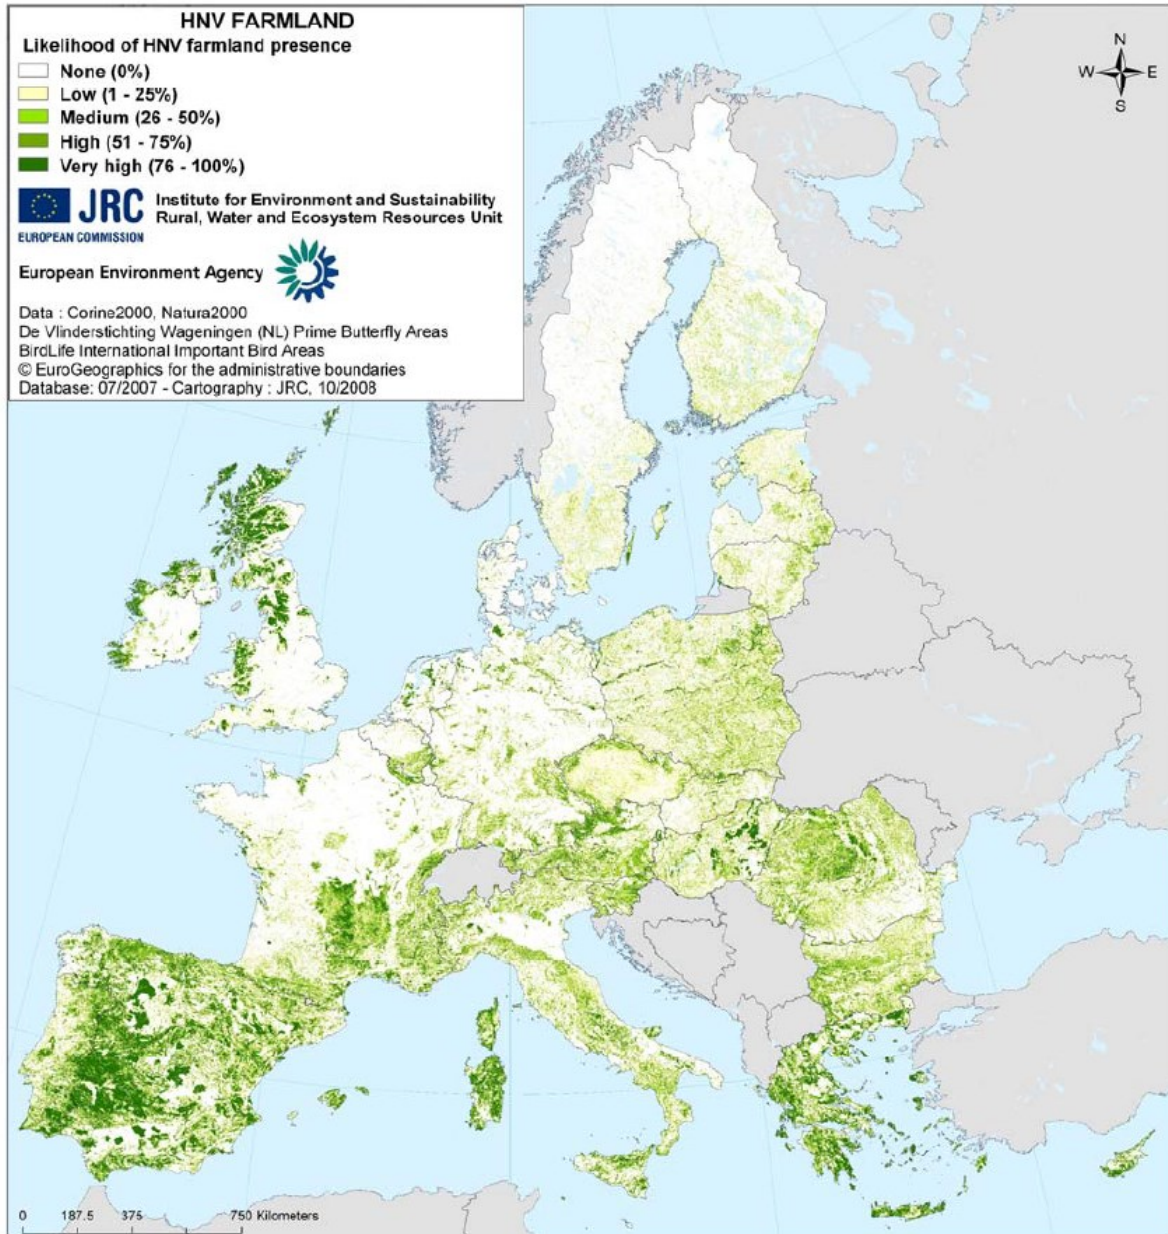 HNV FARMLAND
Likelihood of HNV farmland presence
None (0%)
Low (1 - 25%)
Medium (26 - 50%)
High (51 - 75%)
Very high (76 - 100%)
JRC
EUROPEAN COMMISSION
Institute for Environment and Sustainability
Rural, Water and Ecosystem Resources Unit
European Environment Agency
Data : Corine2000, Natura2000
De Vlinderstichting Wageningen (NL) Prime Butterfly Areas
BirdLife International Important Bird Areas
© EuroGeographics for the administrative boundaries
Database: 07/2007 - Cartography : JRC, 10/2008
N
W E
S
0 187.5 375 750 Kilometers